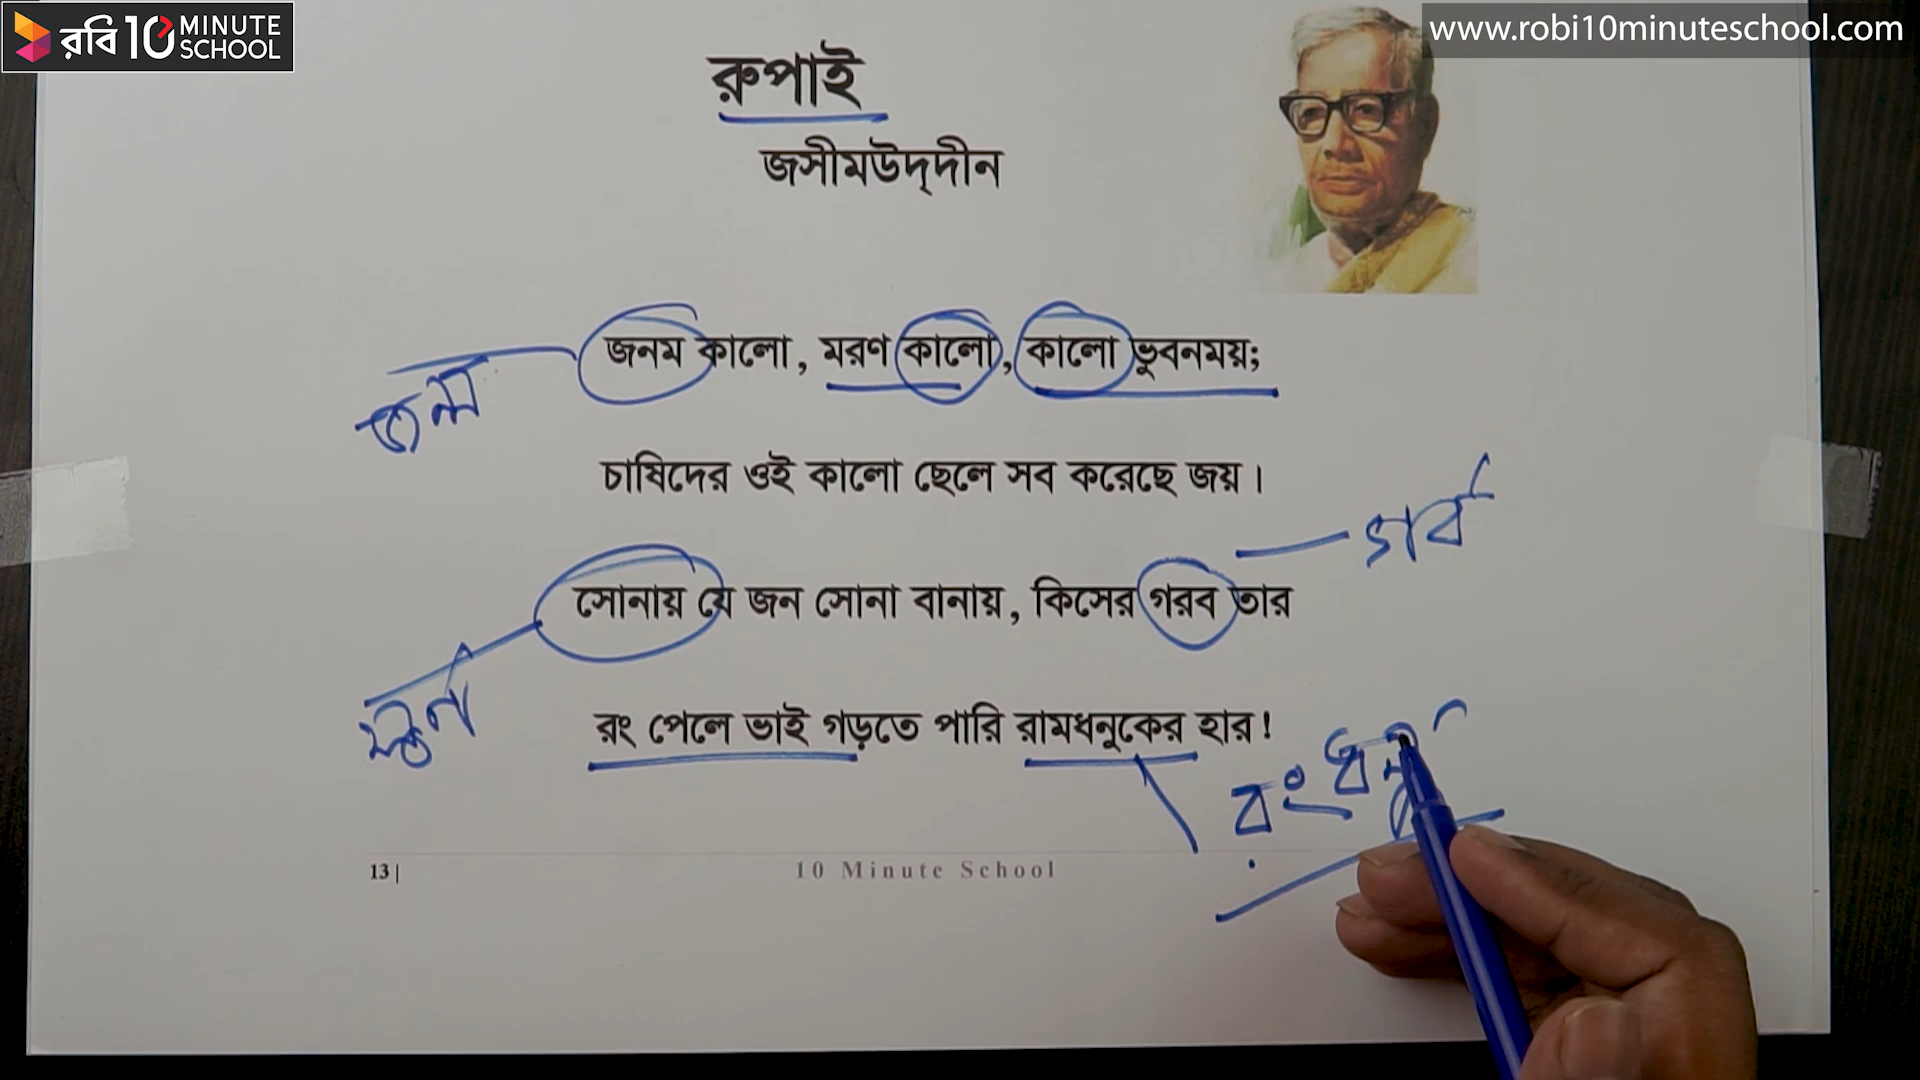 রবি 10 MINUTE SCHOOL
www.robi10minuteschool.com
রুপাই
জসীমউদ্‌দীন
জনম কালো, মরণ কালো, কালো ভুবনময়;
জন্ম
চাষিদের ওই কালো ছেলে সব করেছে জয়।
গর্ব
সোনায় যে জন সোনা বানায়, কিসের গরব তার
স্বর্ণ
রং পেলে ভাই গড়তে পারি রামধনুকের হার!
রংধনু
13|
10 Minute School